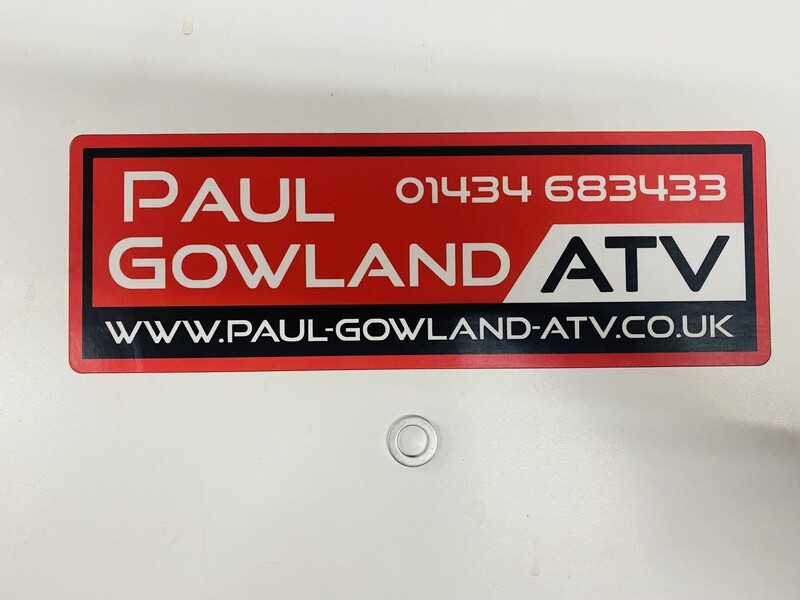 PAUL
01434 683433
GOWLAND ATV
WWW.PAUL-GOWLAND-ATV.CO.UK